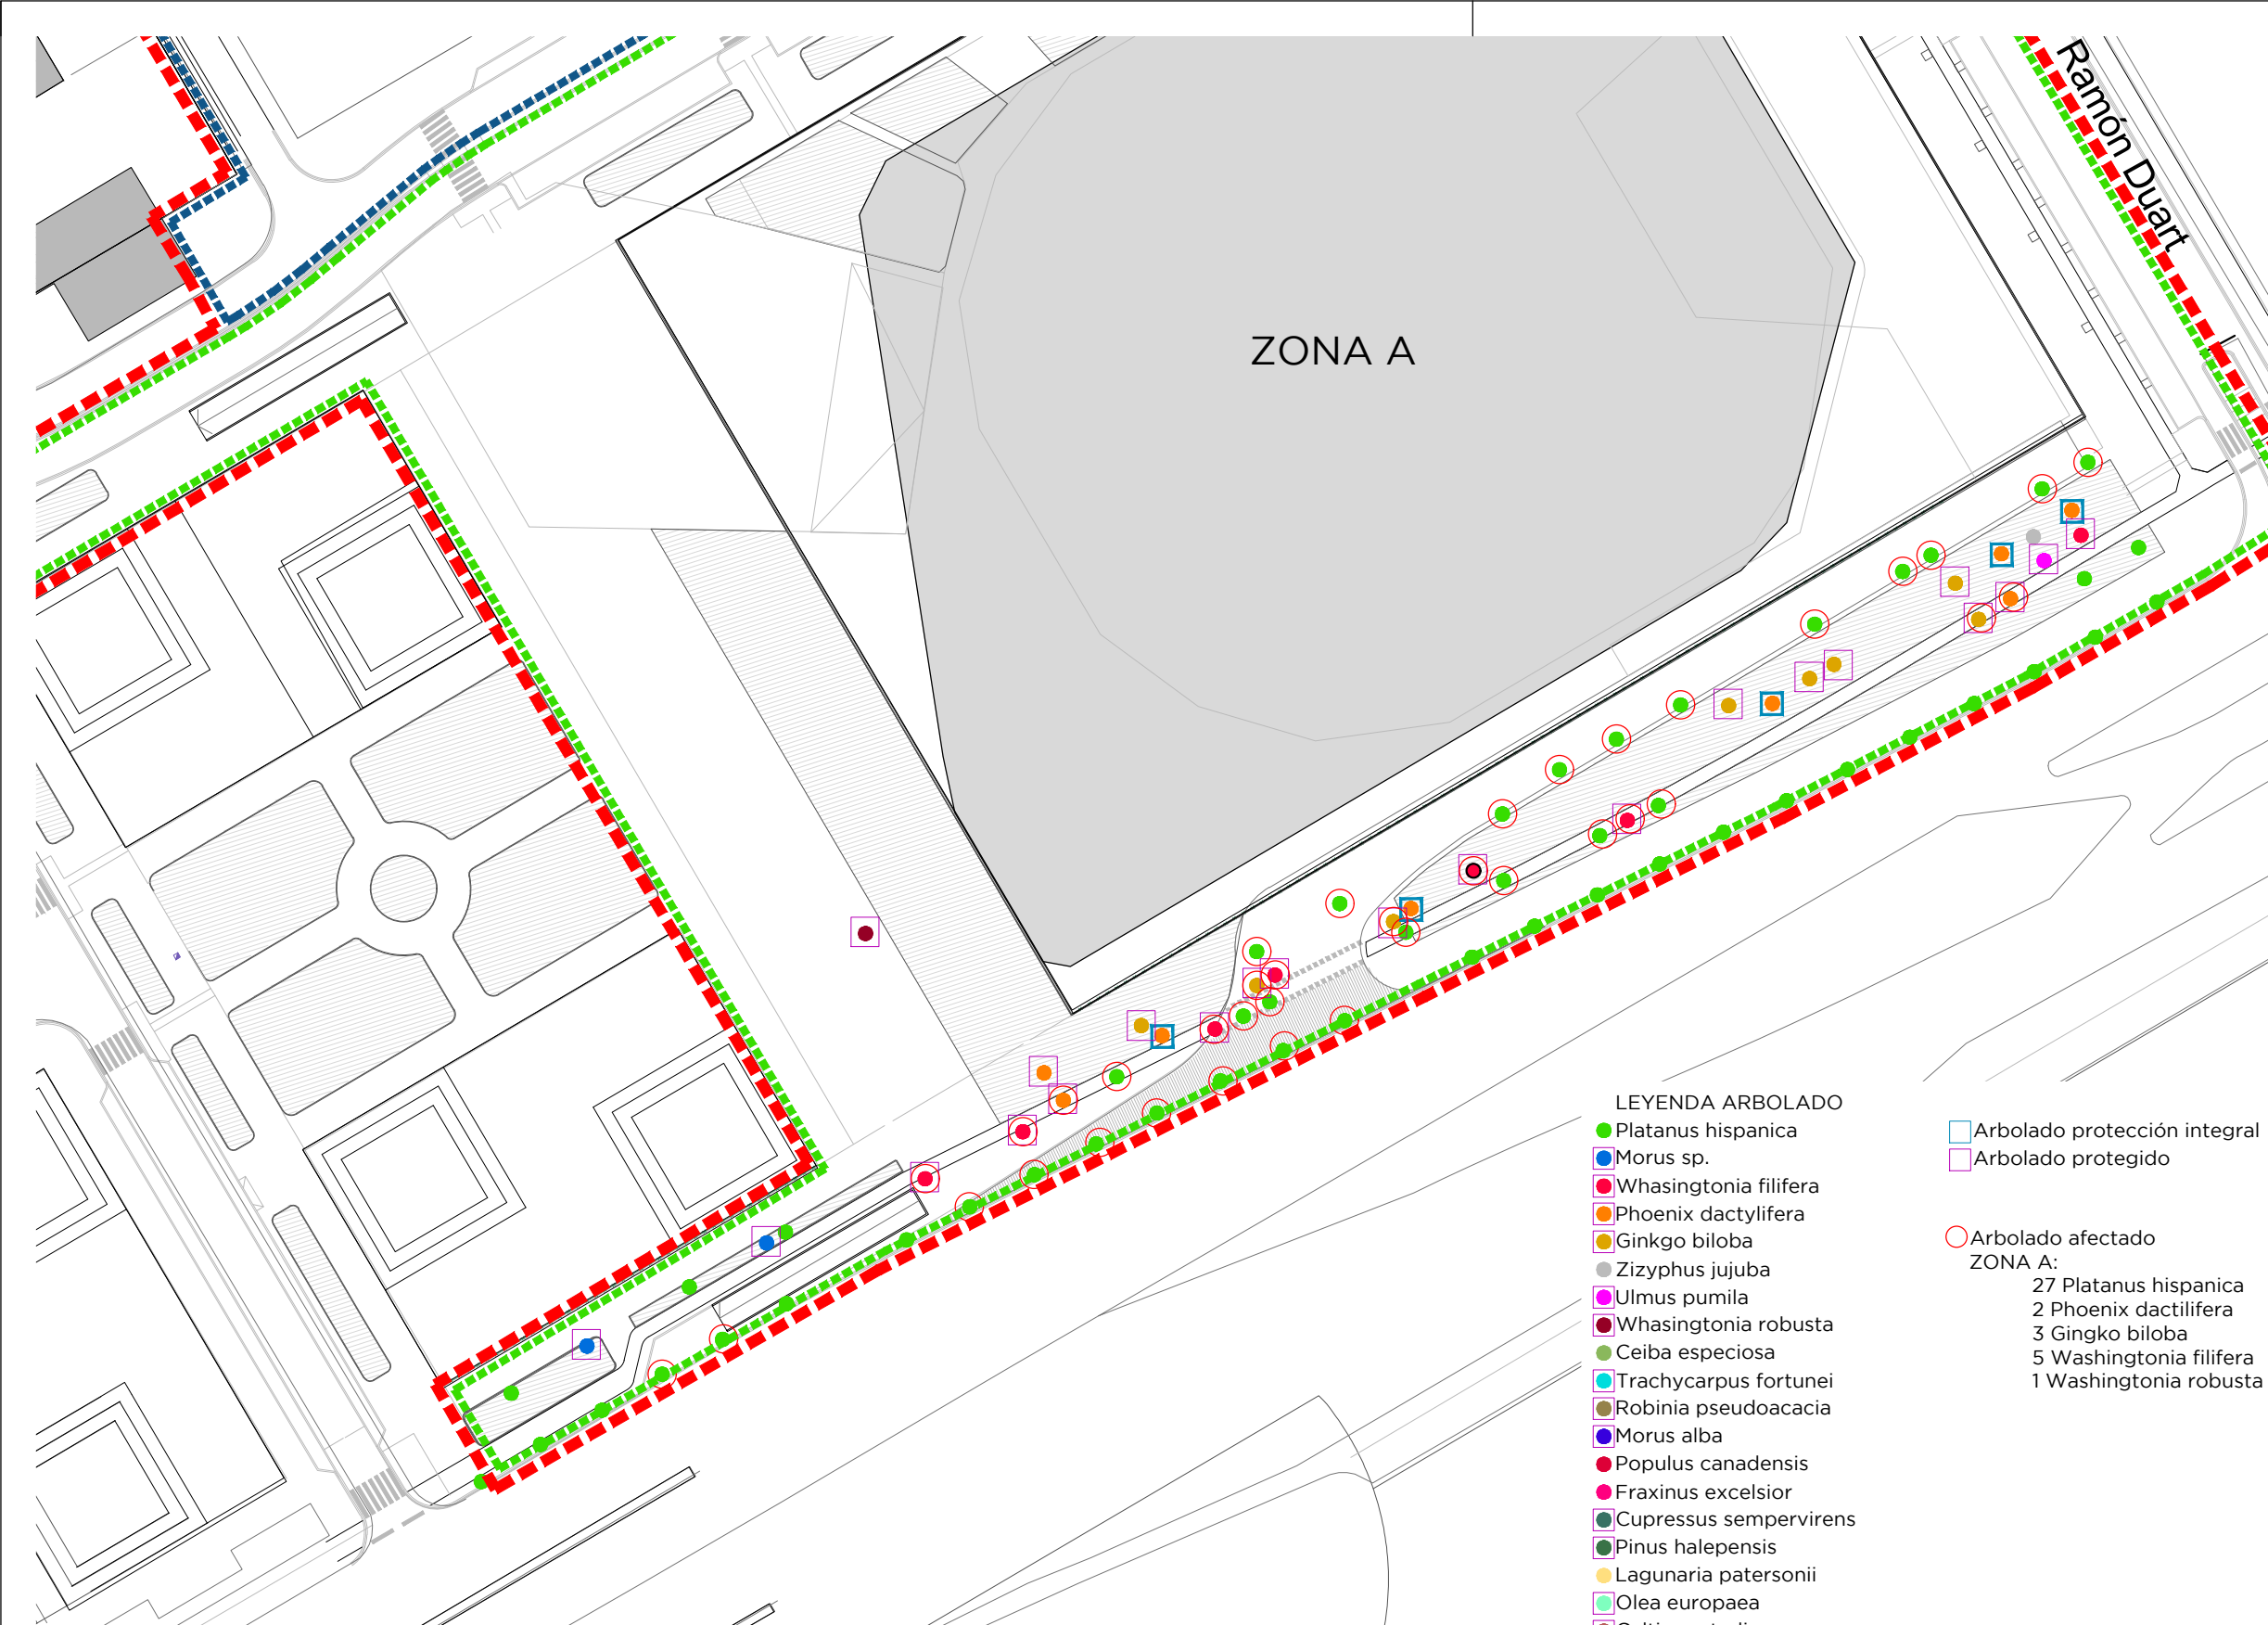 Ramón Duart
ZONA A
LEYENDA ARBOLADO
Platanus hispanica
Morus sp.
Whasingtonia filifera
Phoenix dactylifera
Ginkgo biloba
Zizyphus jujuba
Ulmus pumila
Whasingtonia robusta
Ceiba especiosa
Trachycarpus fortunei
Robinia pseudoacacia
Morus alba
Populus canadensis
Fraxinus excelsior
Cupressus sempervirens
Pinus halepensis
Lagunaria patersonii
Olea europaea
Arbolado protección integral
Arbolado protegido
Arbolado afectado
ZONA A:
27 Platanus hispanica
2 Phoenix dactilifera
3 Gingko biloba
5 Washingtonia filifera
1 Washingtonia robusta